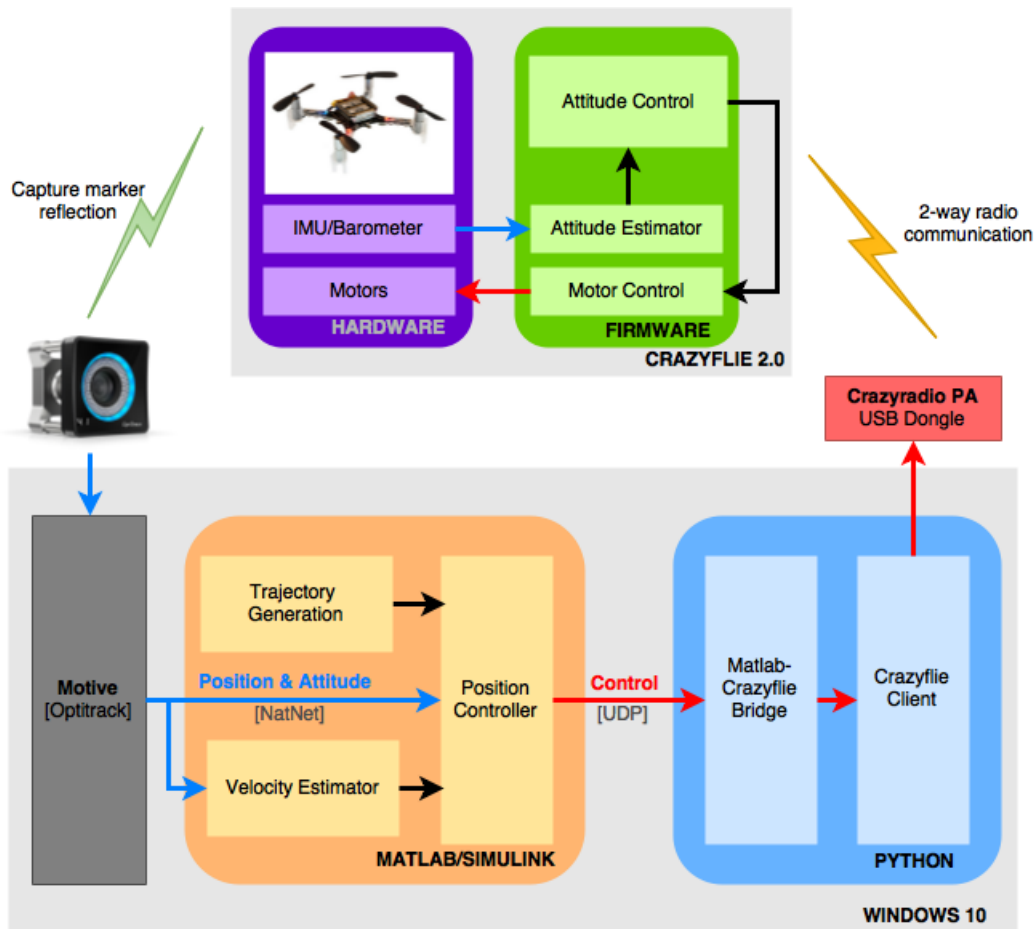 Capture marker
reflection
Attitude Control
IMU/Barometer
Attitude Estimator
Motors
Motor Control
HARDWARE
FIRMWARE
CRAZYFLIE 2.0
2-way radio
communication
Crazyradio PA
USB Dongle
Motive
[Optitrack]
Trajectory
Generation
Position & Attitude
[NatNet]
Velocity Estimator
Position
Controller
MATLAB/SIMULINK
Control
[UDP]
Matlab-
Crazyflie
Bridge
Crazyflie
Client
PYTHON
WINDOWS 10